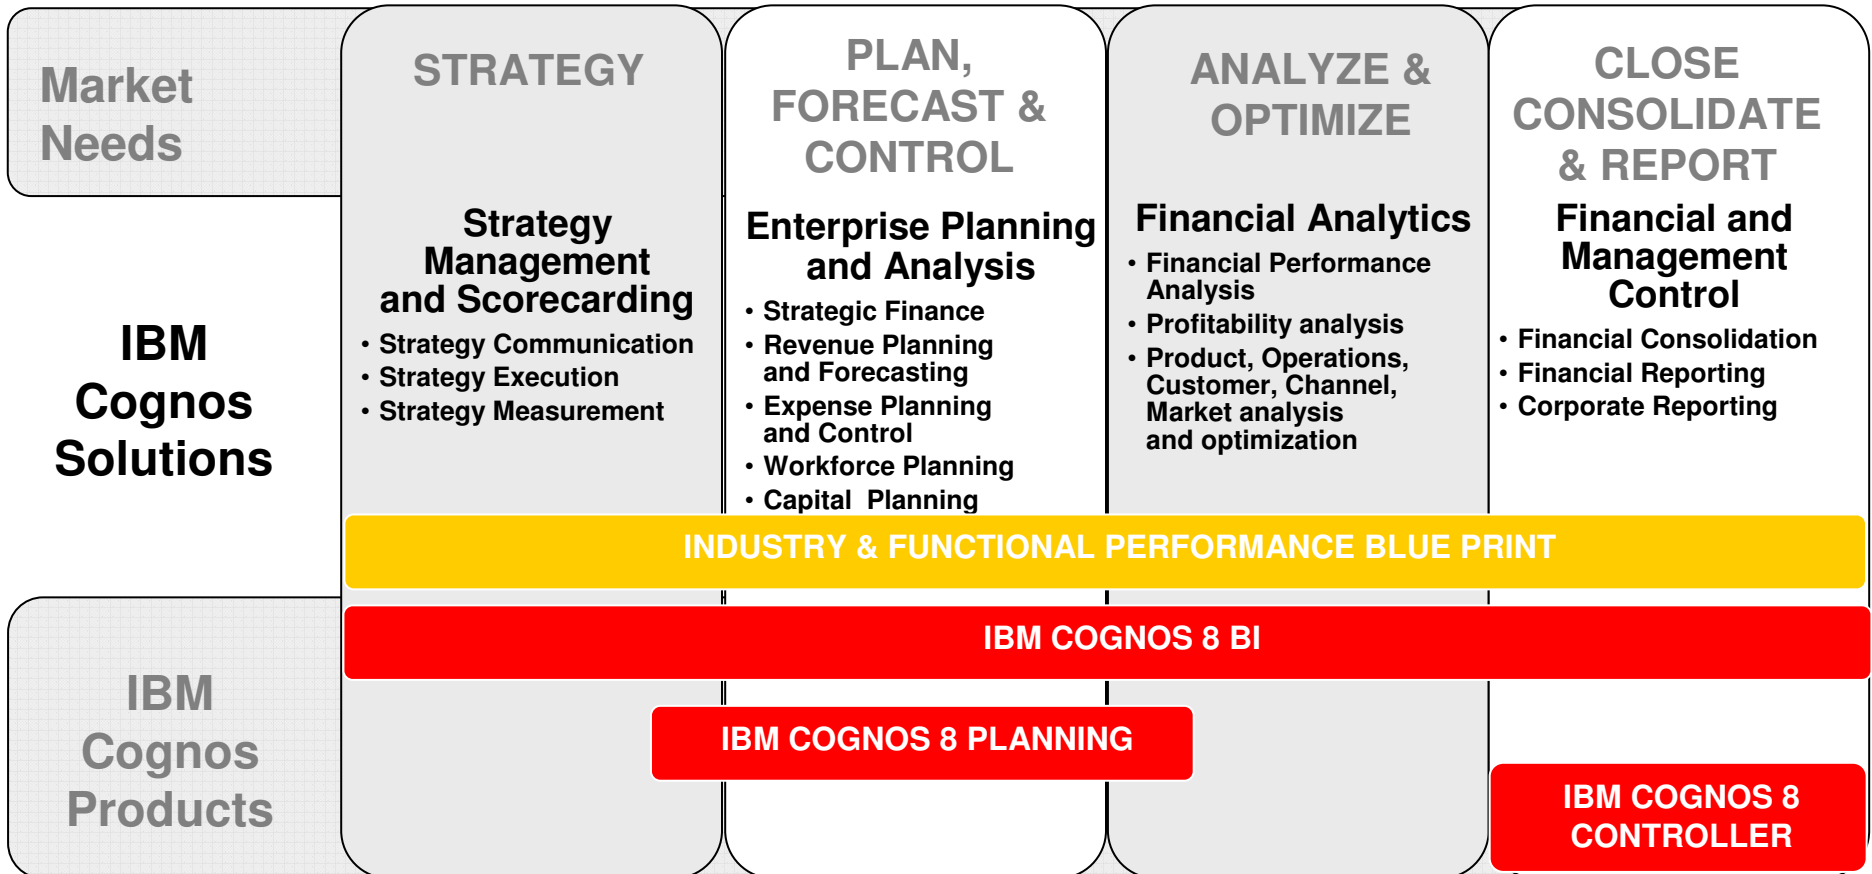 Market
Needs
STRATEGY
PLAN,
FORECAST &
CONTROL
ANALYZE &
OPTIMIZE
CLOSE
CONSOLIDATE
& REPORT
IBM
Cognos
Solutions
Strategy
Management
and Scorecarding
• Strategy Communication
• Strategy Execution
• Strategy Measurement
Enterprise Planning
and Analysis
• Strategic Finance
• Revenue Planning
and Forecasting
• Expense Planning
and Control
• Workforce Planning
• Capital Planning
Financial Analytics
• Financial Performance
Analysis
• Profitability analysis
• Product, Operations,
Customer, Channel,
Market analysis
and optimization
Financial and
Management
Control
• Financial Consolidation
• Financial Reporting
• Corporate Reporting
INDUSTRY & FUNCTIONAL PERFORMANCE BLUE PRINT
IBM
Cognos
Products
IBM COGNOS 8 BI
IBM COGNOS 8 PLANNING
IBM COGNOS 8
CONTROLLER